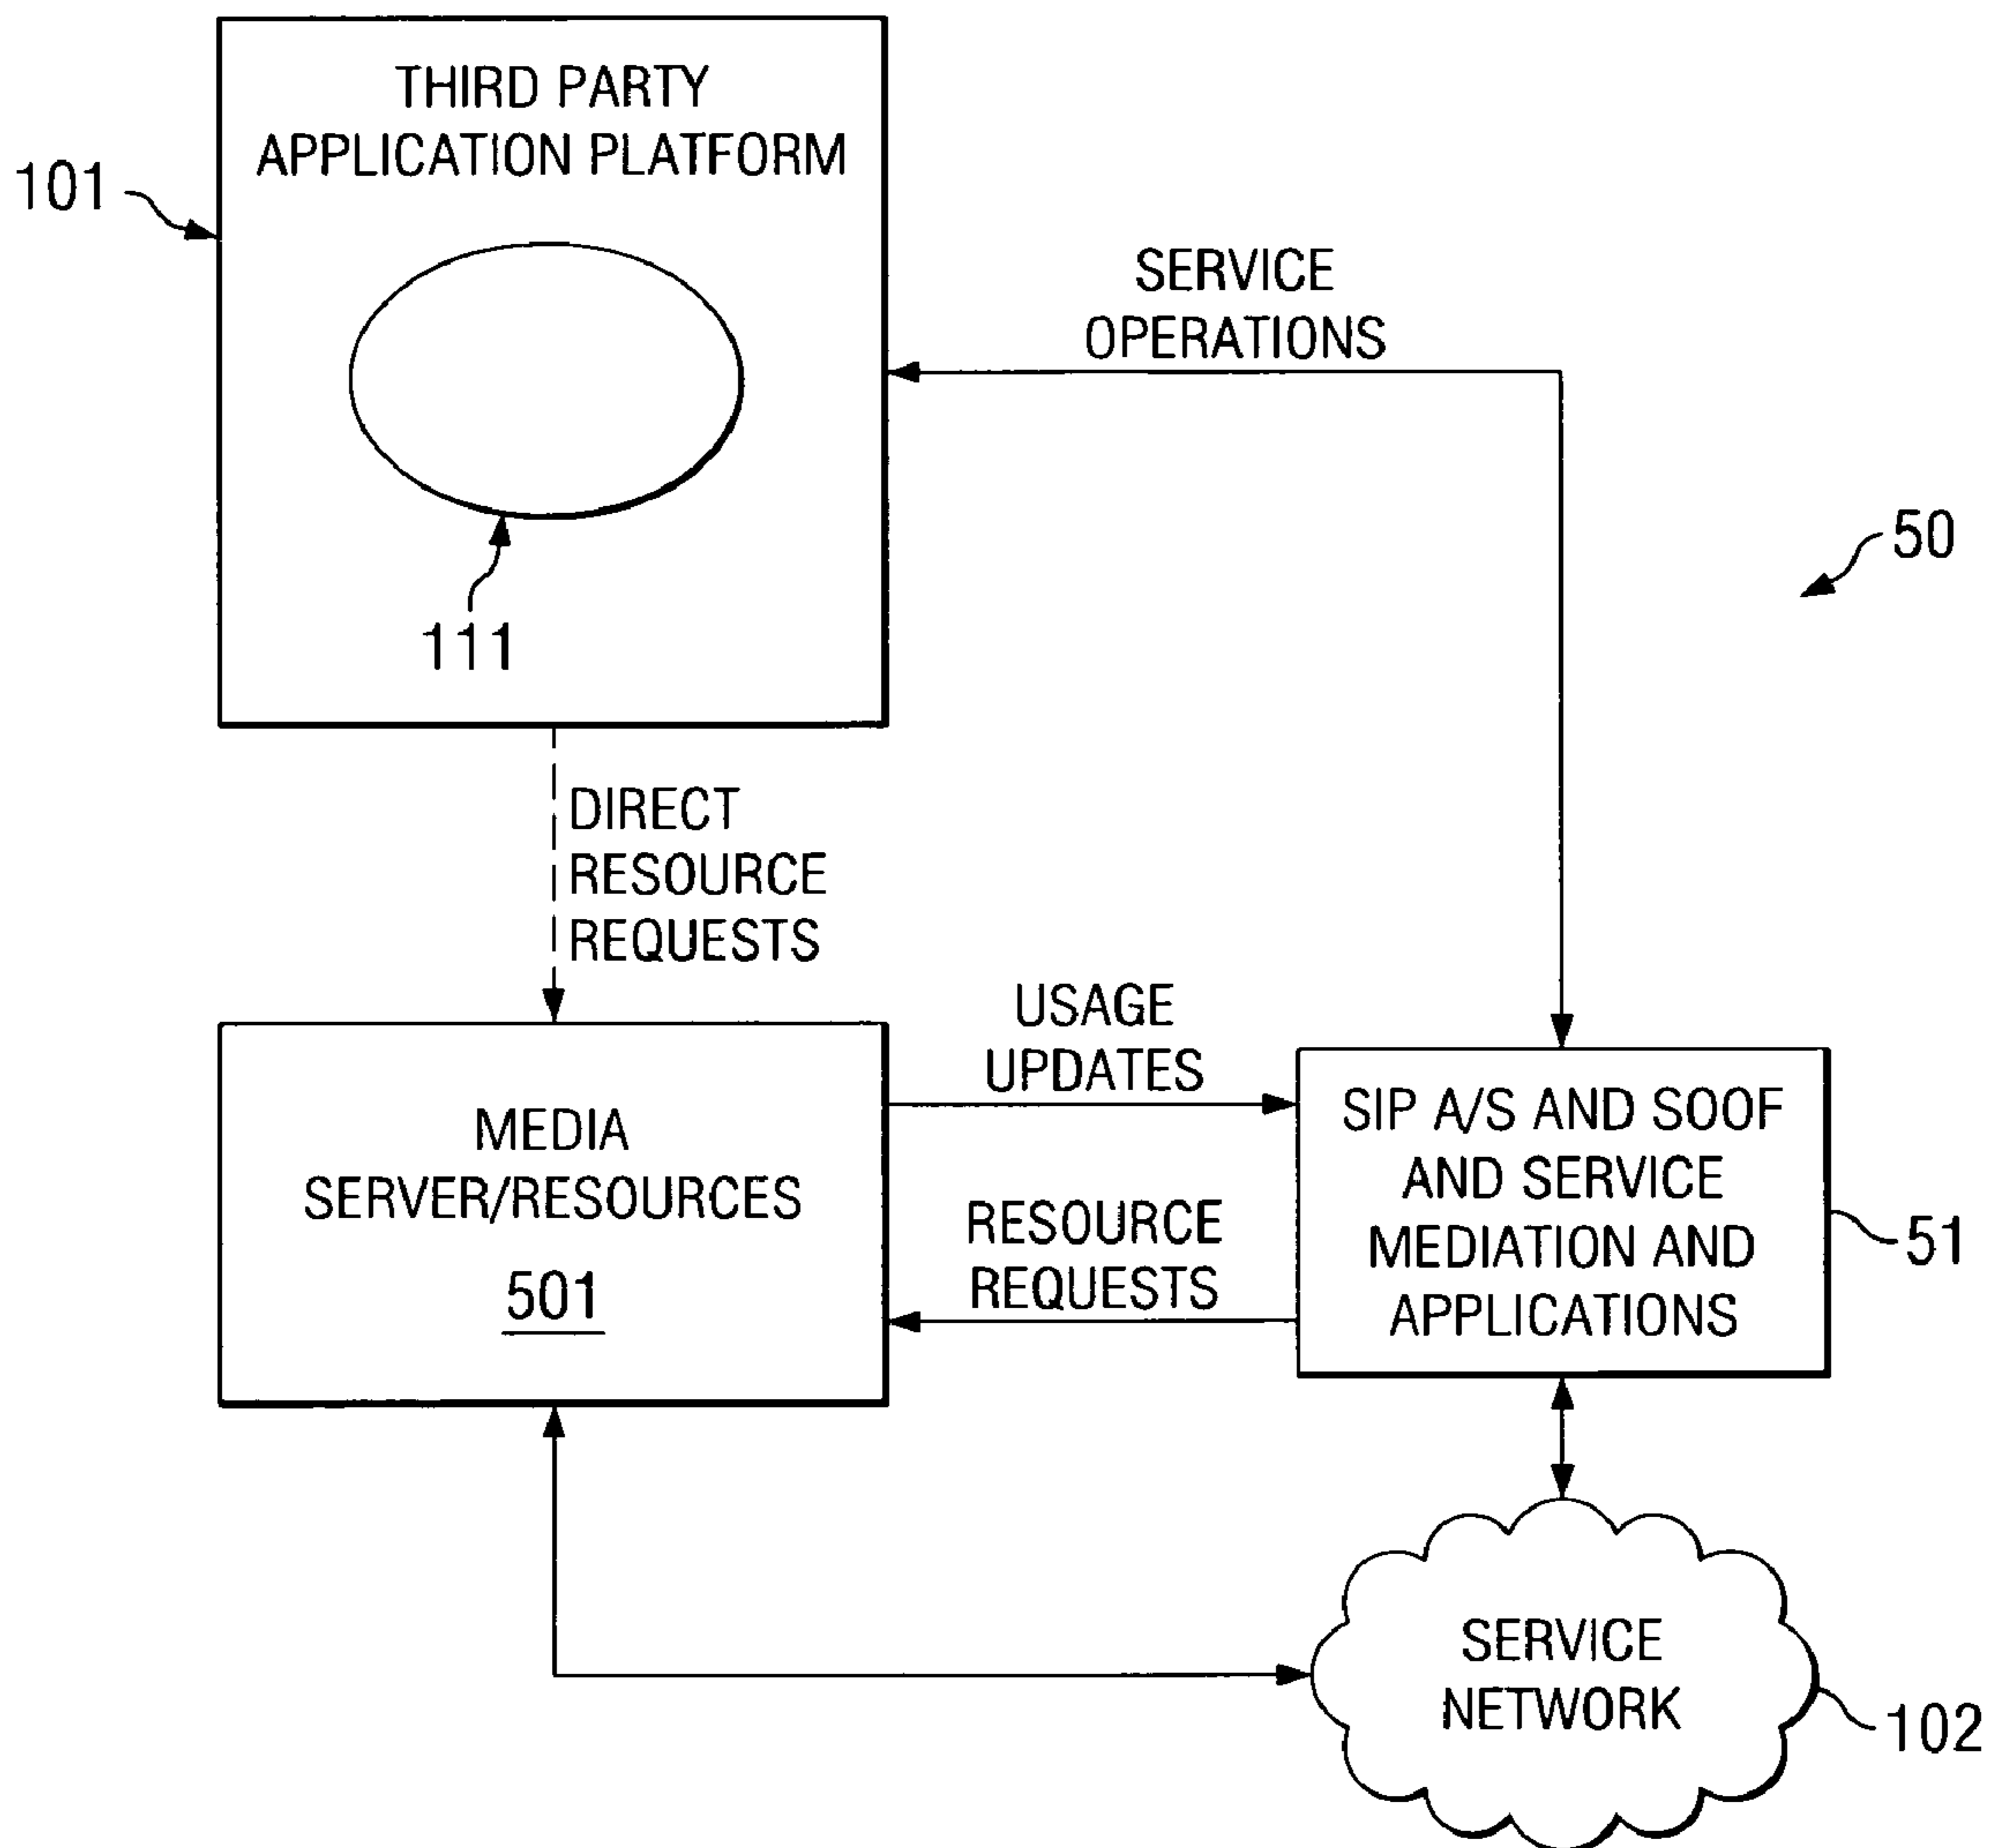 THIRD PARTY
APPLICATION PLATFORM
101
SERVICE
OPERATIONS
50
111
DIRECT
RESOURCE
REQUESTS
USAGE
UPDATES
MEDIA
SERVER/RESOURCES
501
RESOURCE
REQUESTS
SIP A/S AND SOOF
AND SERVICE
MEDIATION AND
APPLICATIONS
51
SERVICE
NETWORK
102